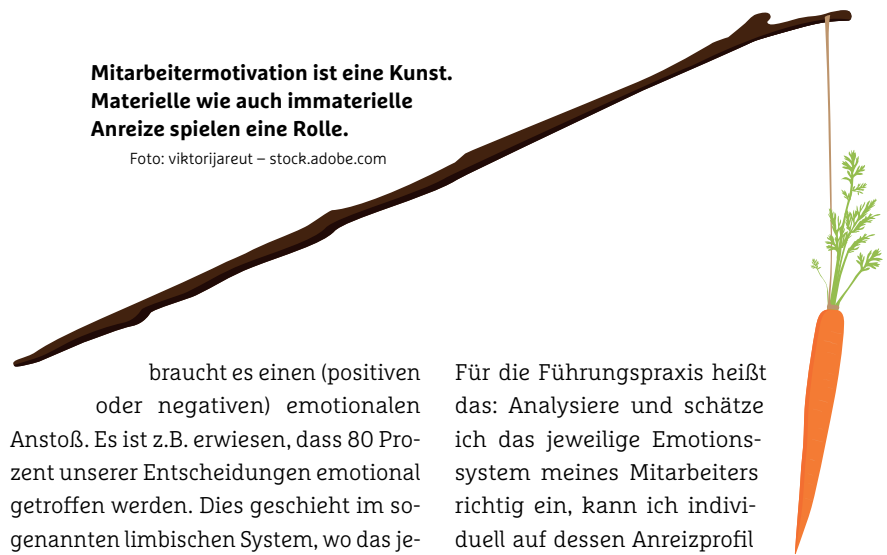 Mitarbeitermotivation ist eine Kunst.
Materielle wie auch immaterielle
Anreize spielen eine Rolle.
Foto: viktorijareut – stock.adobe.com
braucht es einen (positiven
oder negativen) emotionalen
Anstoß. Es ist z.B. erwiesen, dass 80 Pro-
zent unserer Entscheidungen emotional
getroffen werden. Dies geschieht im so-
genannten limbischen System, wo das je-
Für die Führungspraxis heißt
das: Analysiere und schätze
ich das jeweilige Emotions-
system meines Mitarbeiters
richtig ein, kann ich indivi-
duell auf dessen Anreizprofil